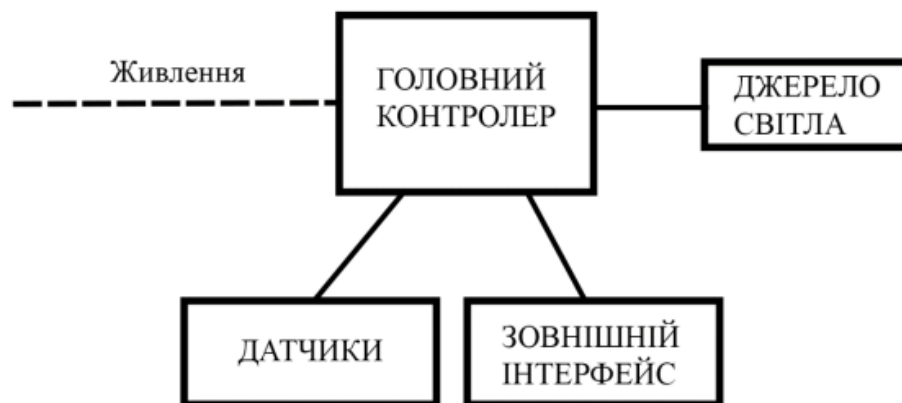 Живлення
ГОЛОВНИЙ
КОНТРОЛЕР
ДЖЕРЕЛО
СВІТЛА
ДАТЧИКИ
ЗОВНІШНІЙ
ІНТЕРФЕЙС